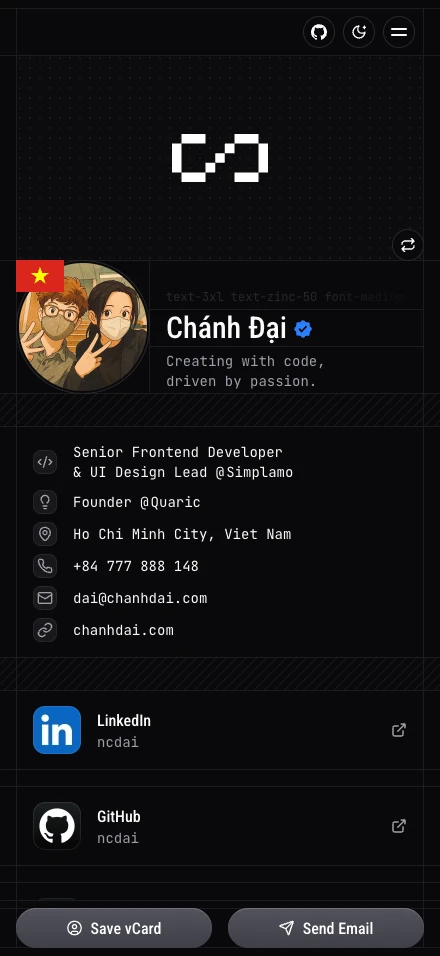 text-3xl text-zinc-50 font-medium
Chánh Đại
Creating with code,
driven by passion.
Senior Frontend Developer
& UI Design Lead @Simplamo
Founder @Quaric
Ho Chi Minh City, Viet Nam
+84 777 888 148
dai@chanhdai.com
chanhdai.com
in
LinkedIn
ncdai
GitHub
ncdai
Save vCard
Send Email